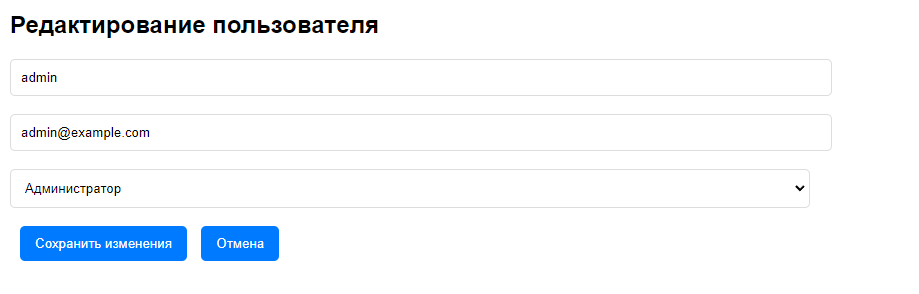 Редактирование пользователя
admin
admin@example.com
Администратор
Сохранить изменения Отмена